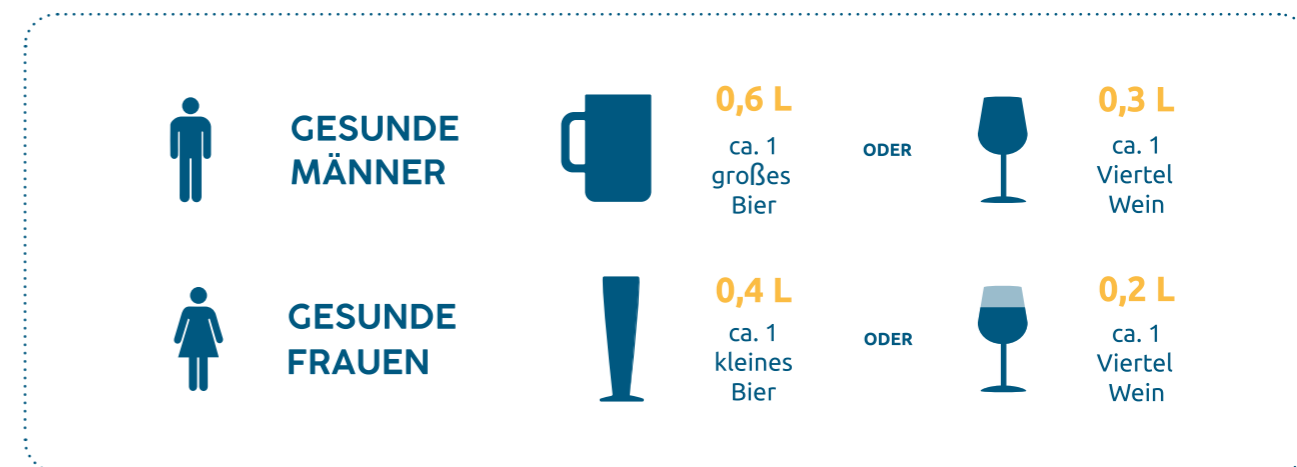 GESUNDE
MÄNNER
0,6 L
ca. 1
großes
Bier
ODER
0,3 L
ca. 1
Viertel
Wein
GESUNDE
FRAUEN
0,4 L
ca. 1
kleines
Bier
ODER
0,2 L
ca. 1
Viertel
Wein